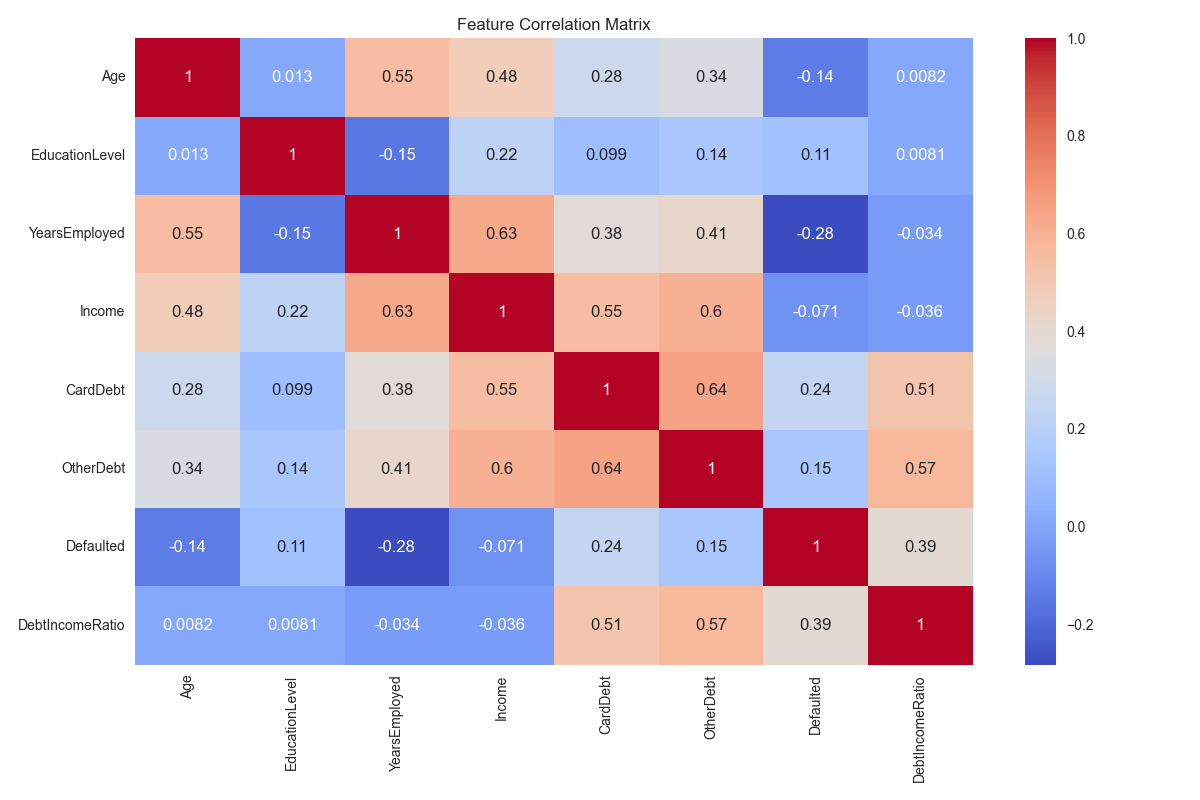 Feature Correlation Matrix
Age 1 0.013 0.55 0.48 0.28 0.34 -0.14 0.0082
EducationLevel 0.013 1 -0.15 0.22 0.099 0.14 0.11 0.0081
YearsEmployed 0.55 -0.15 1 0.63 0.38 0.41 -0.28 -0.034
Income 0.48 0.22 0.63 1 0.55 0.6 -0.071 -0.036
CardDebt 0.28 0.099 0.38 0.55 1 0.64 0.24 0.51
OtherDebt 0.34 0.14 0.41 0.6 0.64 1 0.15 0.57
Defaulted -0.14 0.11 -0.28 -0.071 0.24 0.15 1 0.39
DebtIncomeRatio 0.0082 0.0081 -0.034 -0.036 0.51 0.57 0.39 1
Age
EducationLevel
YearsEmployed
Income
CardDebt
OtherDebt
Defaulted
DebtIncomeRatio
1.0
0.8
0.6
0.4
0.2
0.0
−0.2